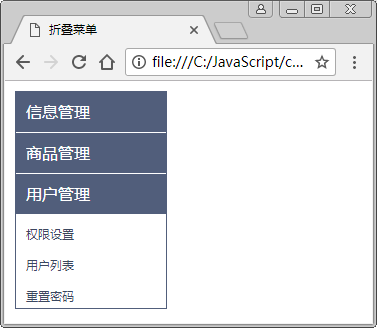 折叠菜单
file:///C:/JavaScript/c...
信息管理
商品管理
用户管理
权限设置
用户列表
重置密码